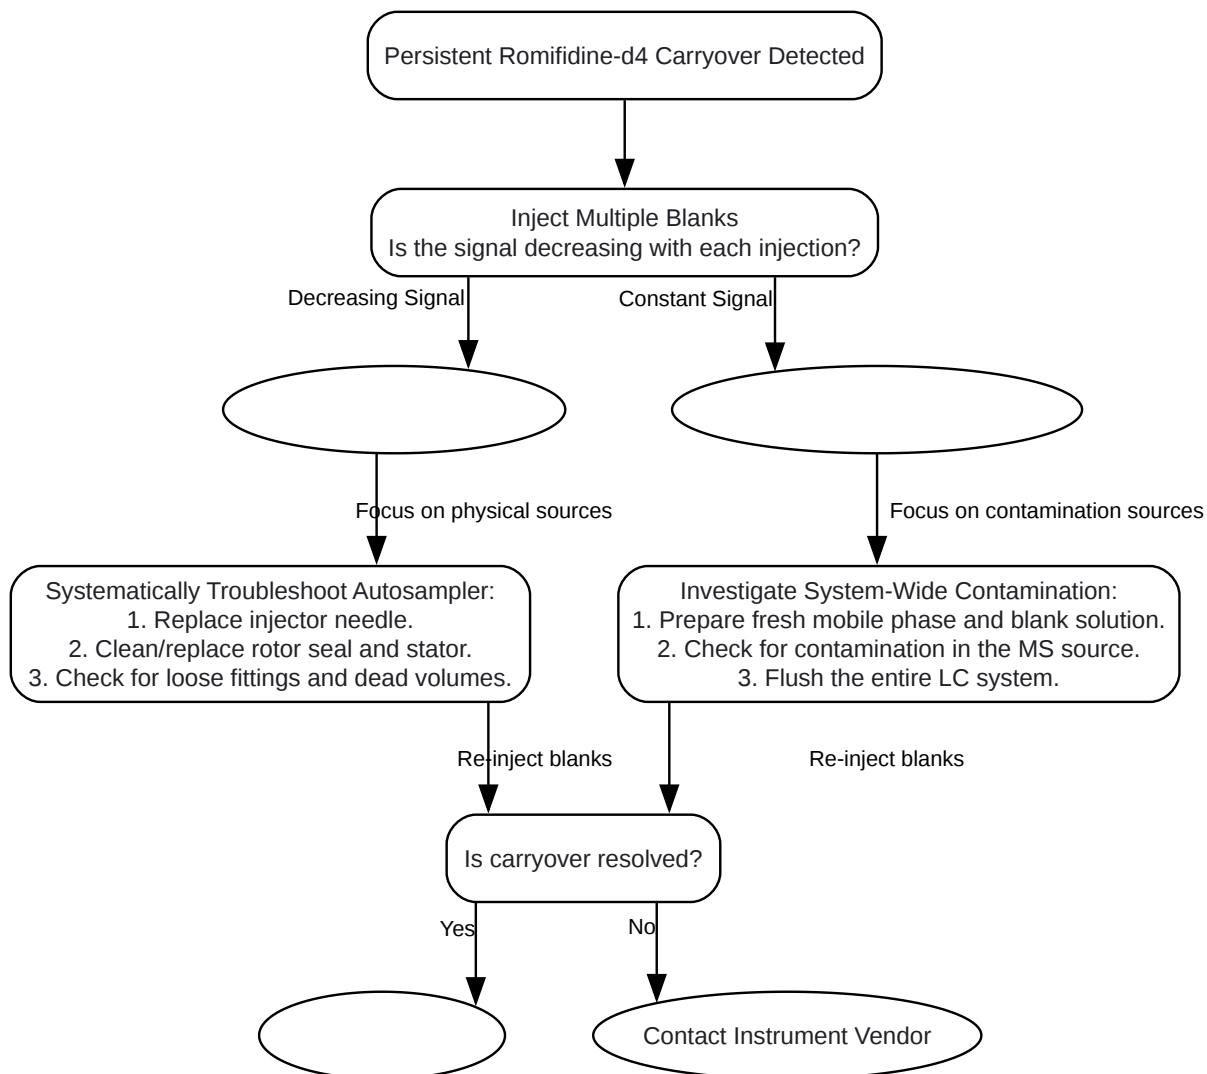 Persistent Romifidine-d4 Carryover Detected
Inject Multiple Blanks
Is the signal decreasing with each injection?
Decreasing Signal
Constant Signal
Focus on physical sources
Focus on contamination sources
Systematically Troubleshoot Autosampler:
1. Replace injector needle.
2. Clean/replace rotor seal and stator.
3. Check for loose fittings and dead volumes.
Investigate System-Wide Contamination:
1. Prepare fresh mobile phase and blank solution.
2. Check for contamination in the MS source.
3. Flush the entire LC system.
Re-inject blanks
Re-inject blanks
Is carryover resolved?
Yes
No
Contact Instrument Vendor